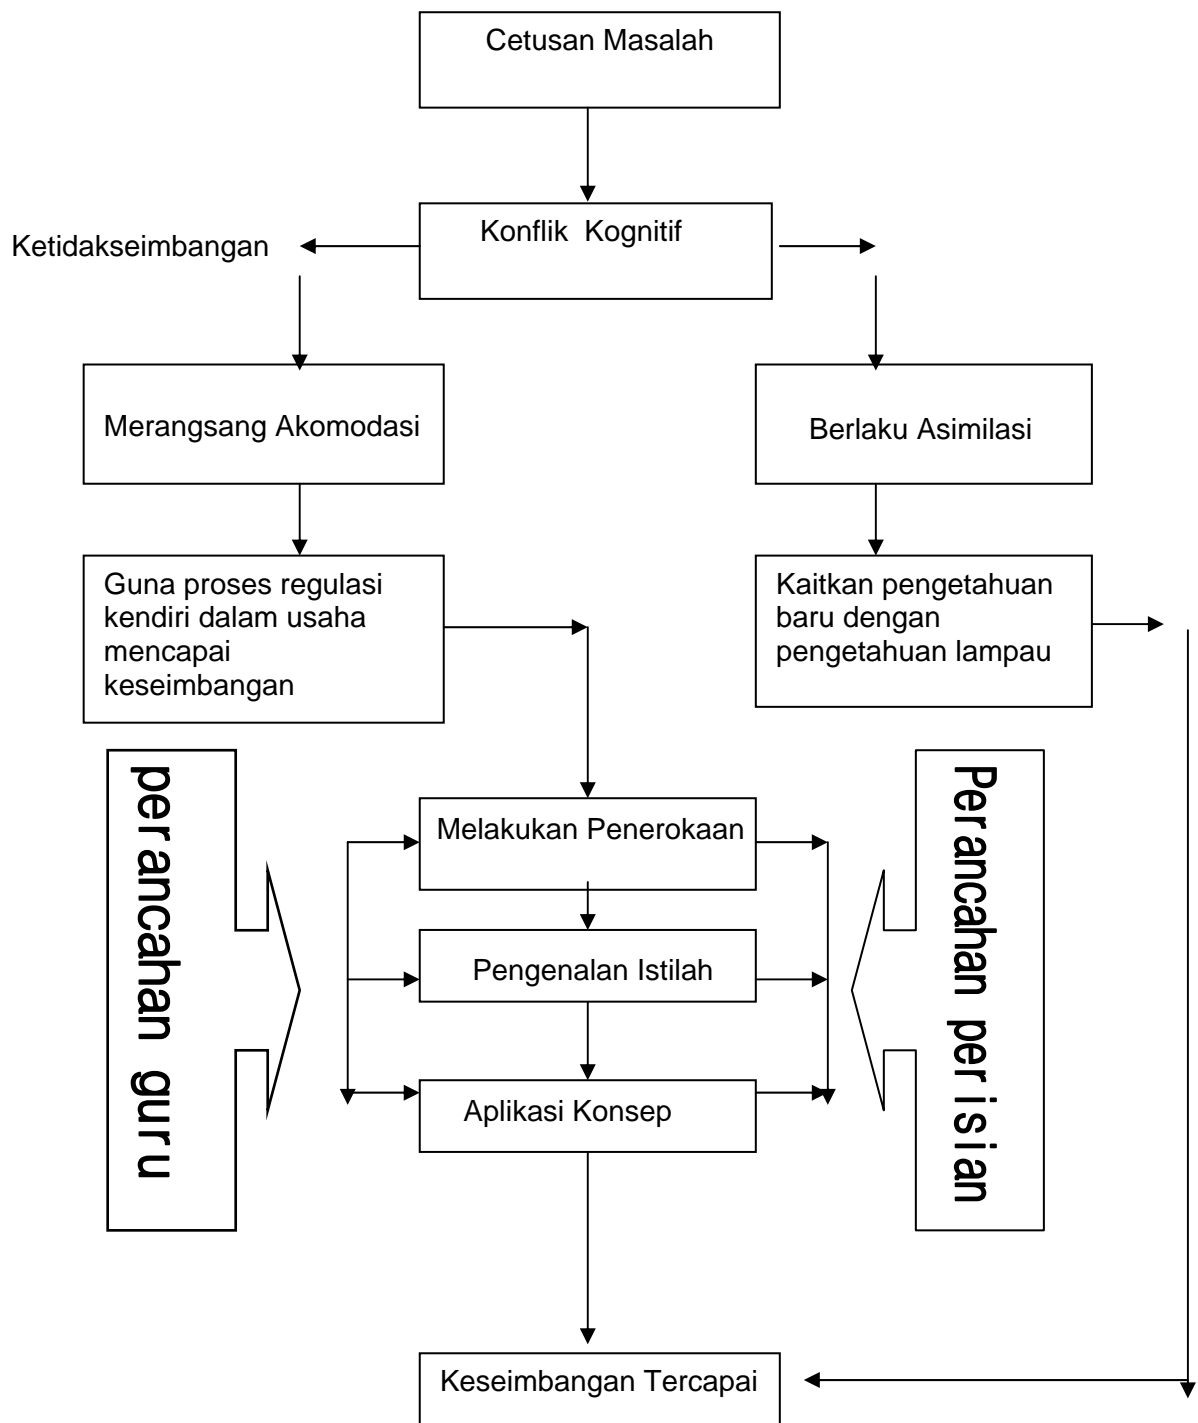 Cetusan Masalah
Konflik Kognitif
Ketidakseimbangan
Merangsang Akomodasi
Berlaku Asimilasi
Guna proses regulasi
kendiri dalam usaha
mencapai
keseimbangan
Kaitkan pengetahuan
baru dengan
pengetahuan lampau
perancahan guru
Perancahan perisian
Melakukan Penerokaan
Pengenalan Istilah
Aplikasi Konsep
Keseimbangan Tercapai